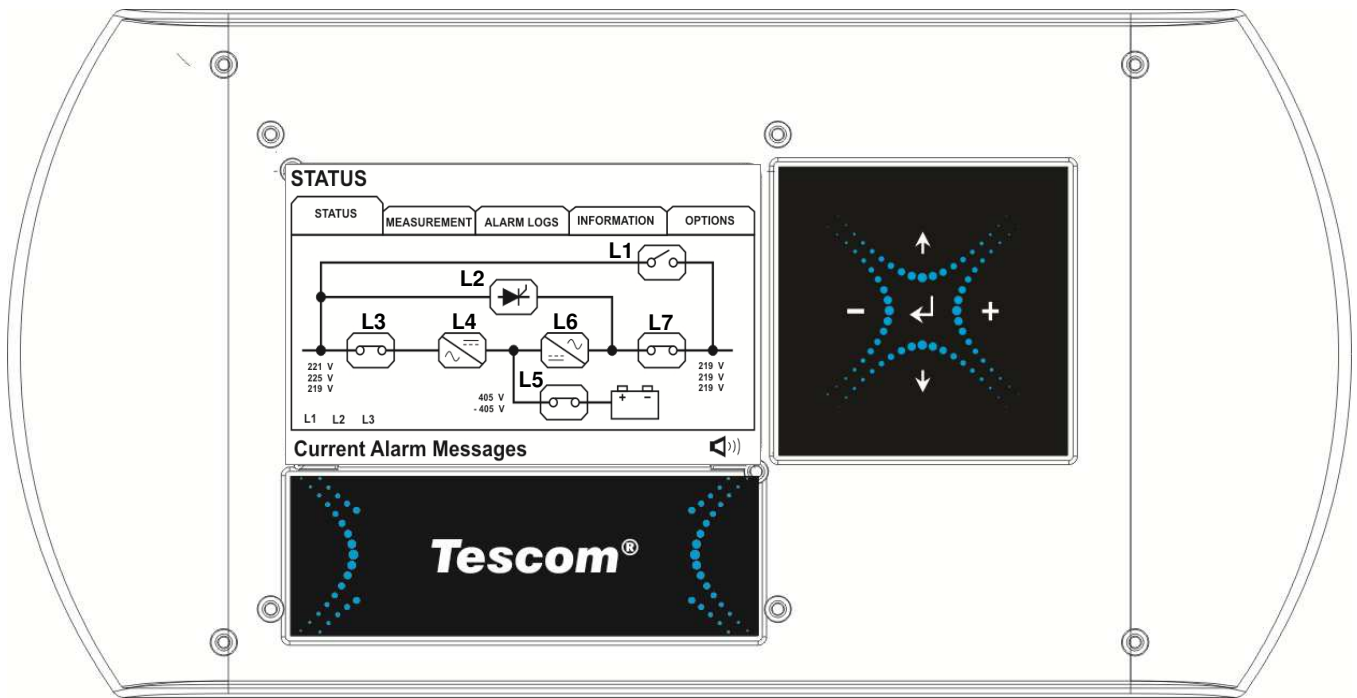 STATUS
STATUS MEASUREMENT ALARM LOGS INFORMATION OPTIONS
L1
L2
L3 L4 L6 L7
221 V
225 V
219 V
219 V
219 V
219 V
L5
405 V
- 405 V
+ −
L1 L2 L3
Current Alarm Messages
− +
Tescom®